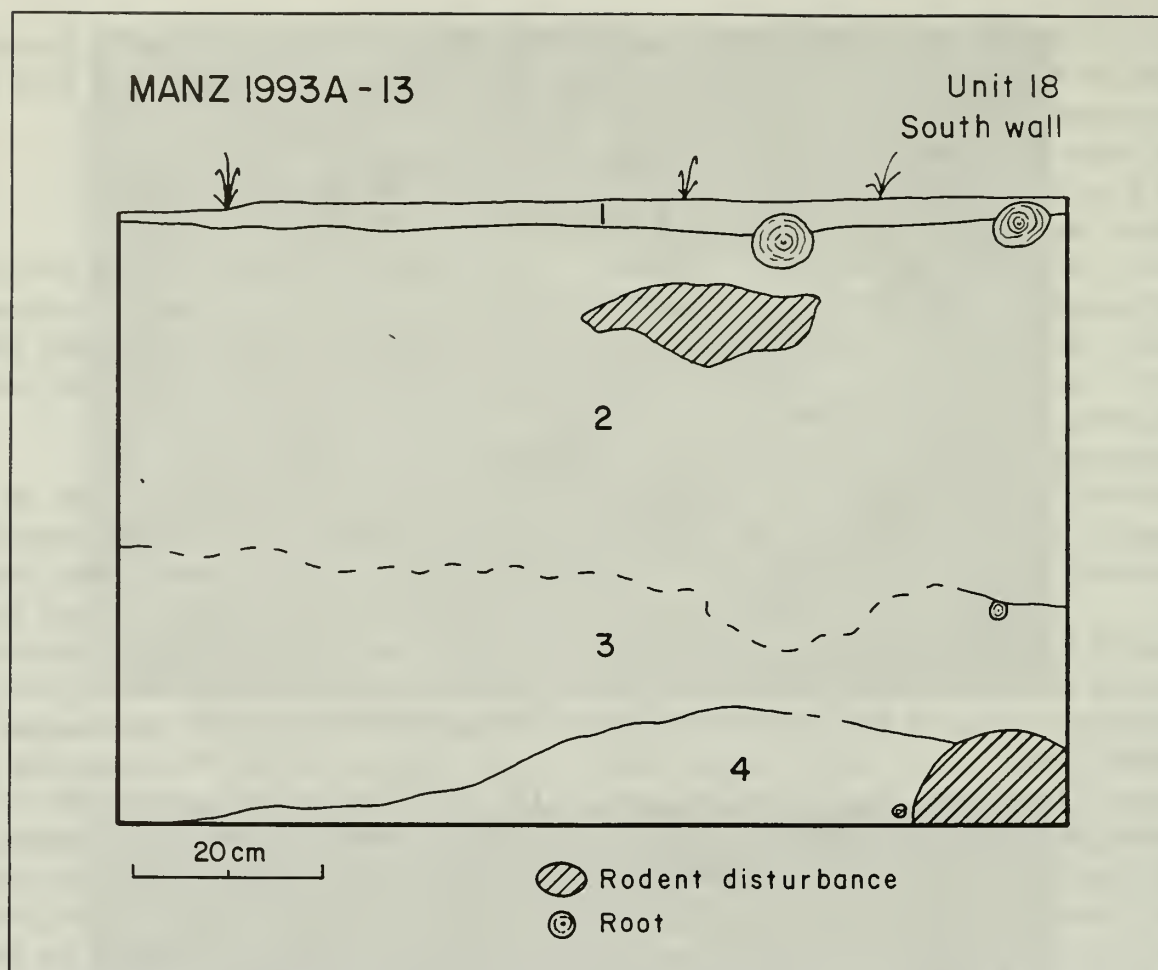 MANZ 1993A - 13
Unit 18
South wall
1
2
3
4
20 cm
Rodent disturbance
Root